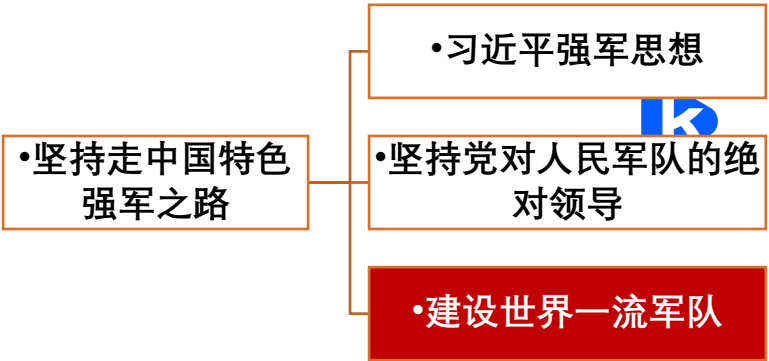 •习近平强军思想
•坚持走中国特色
强军之路
•坚持党对人民军队的绝
对领导
•建设世界一流军队